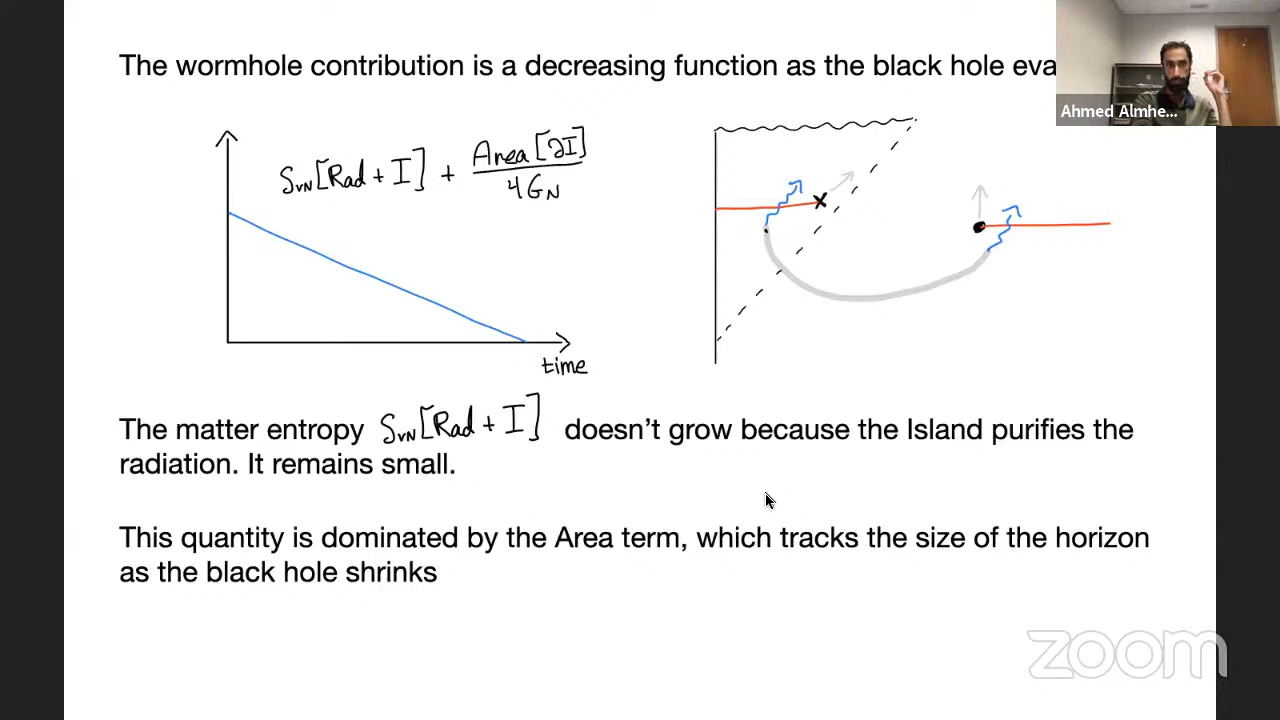 The wormhole contribution is a decreasing function as the black hole eva
Ahmed Almhe...
S_vN[Rad + I] + Area[∂I] / 4G_N
time
The matter entropy S_vN[Rad + I] doesn't grow because the Island purifies the
radiation. It remains small.
This quantity is dominated by the Area term, which tracks the size of the horizon
as the black hole shrinks
zoom